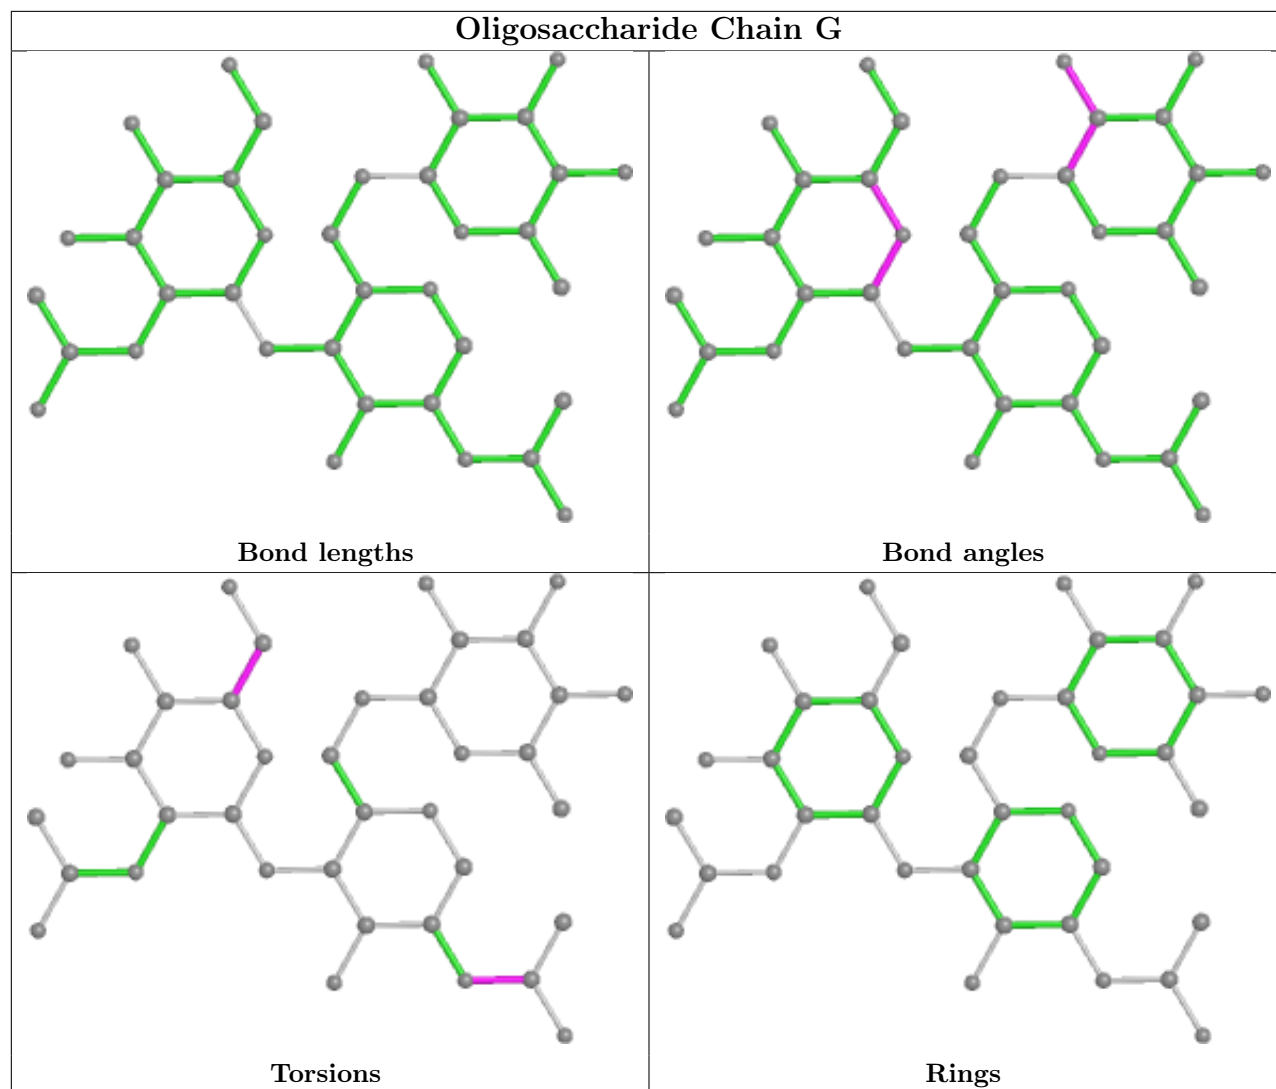 Oligosaccharide Chain G
Bond lengths
Bond angles
Torsions
Rings